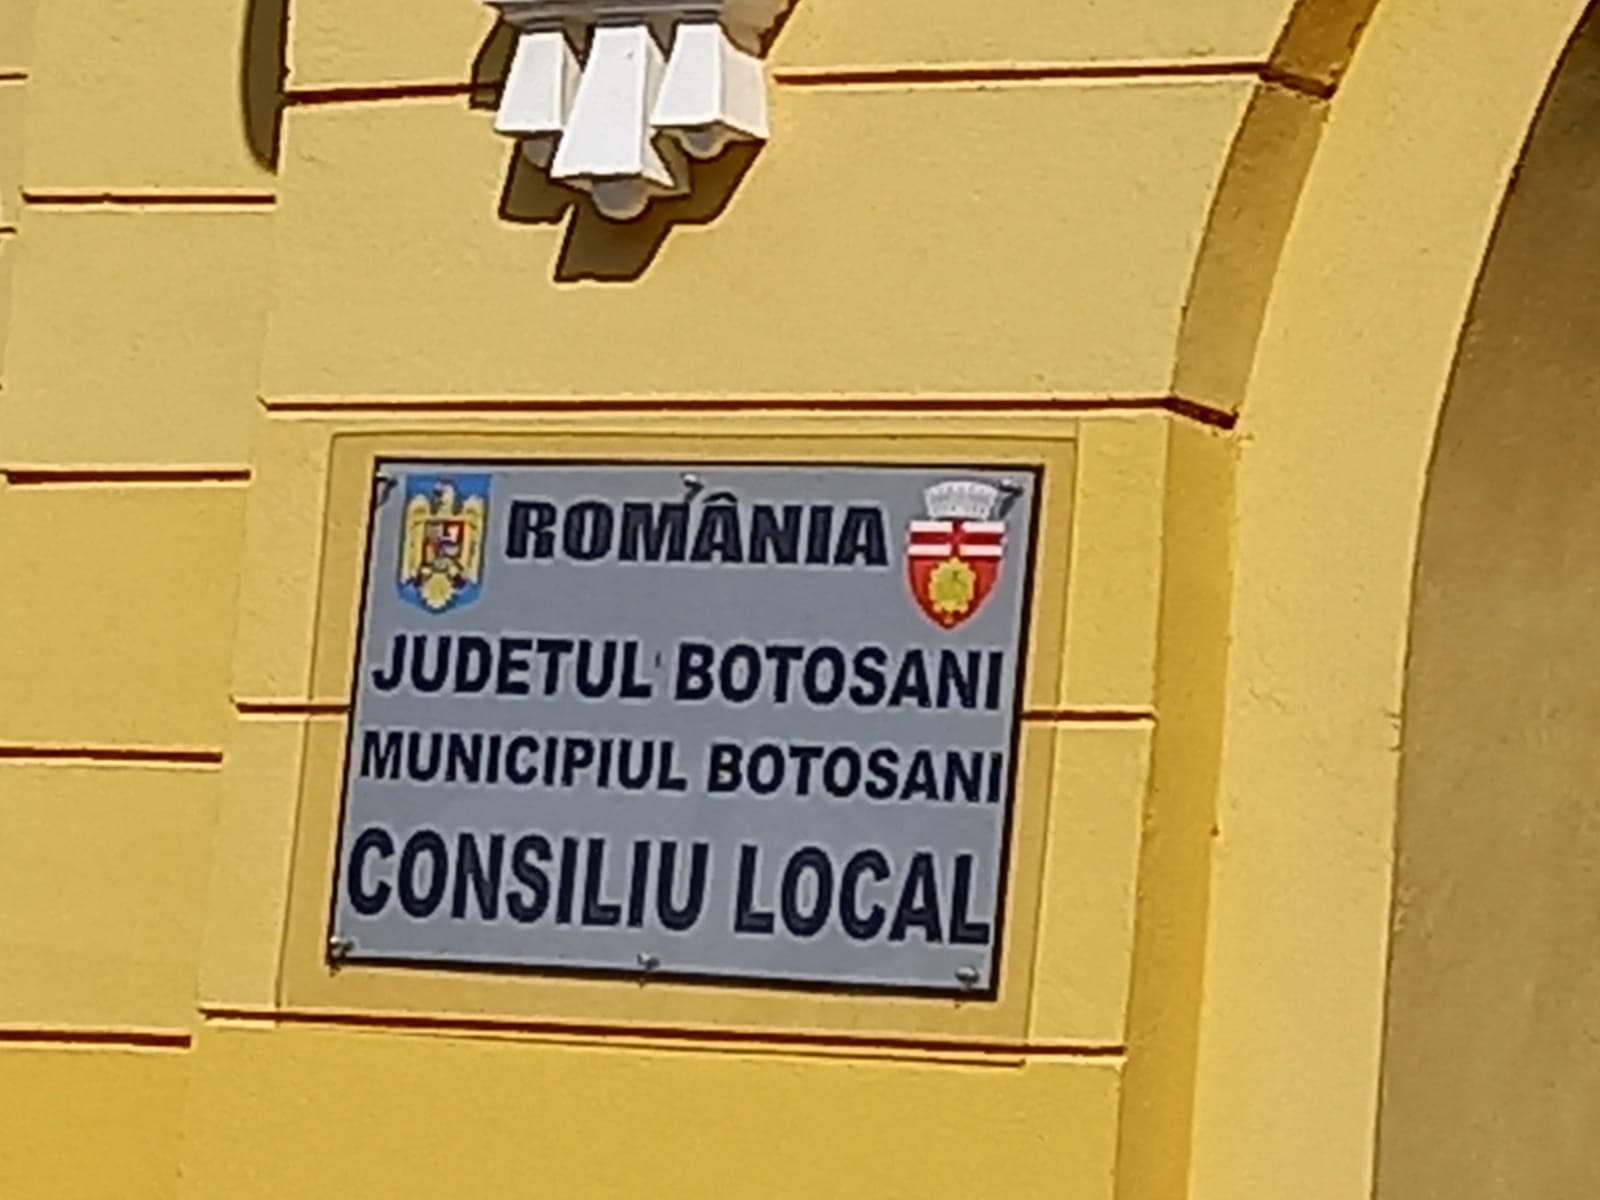 ROMÂNIA
JUDETUL BOTOSANI
MUNICIPIUL BOTOSANI
CONSILIU LOCAL